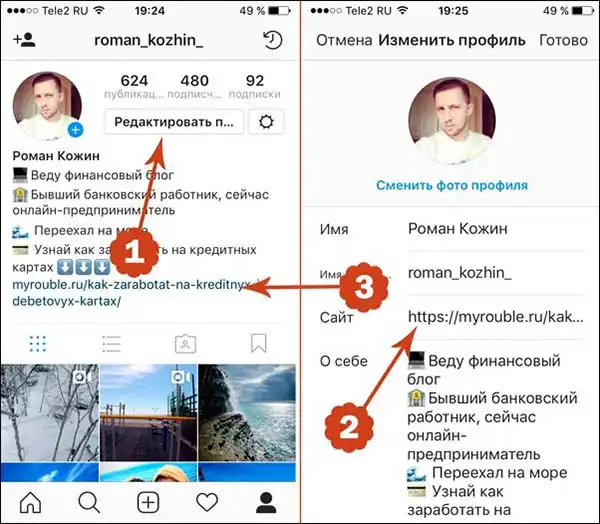 Tele2 RU 19:24 49 %
roman_kozhin_
624 480 92
публикац... подписч... подписки
Редактировать п...
Роман Кожин
Веду финансовый блог
Бывший банковский работник, сейчас
онлайн-предприниматель
Переехал на море
Узнай как на кредитных
картах
myrouble.ru/kak-zarabotat-na-kreditnyx-i
debetovyx-kartax/
1
3
Tele2 RU 19:25 49 %
Отмена Изменить профиль Готово
Сменить фото профиля
Имя Роман Кожин
Имя roman_kozhin_
Сайт https://myrouble.ru/kak...
О себе Веду финансовый
блог
Бывший банковский
работник, сейчас
онлайн-
предприниматель
Переехал на море
Узнай как
заработать на
2